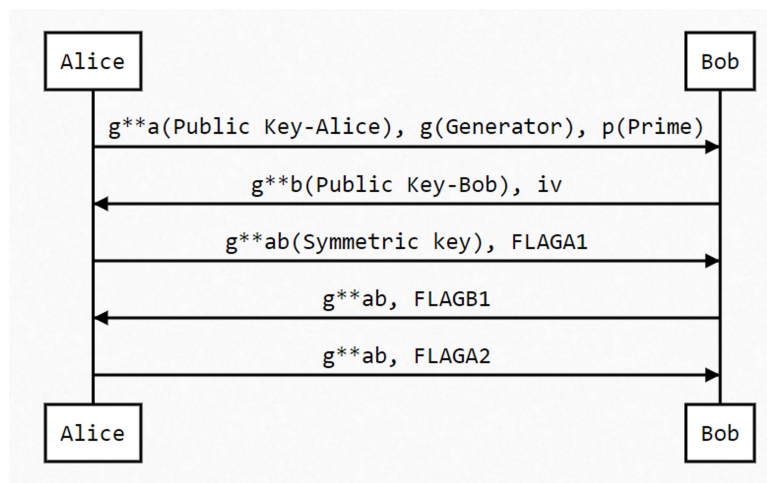 Alice Bob
g**a(Public Key-Alice), g(Generator), p(Prime)
g**b(Public Key-Bob), iv
g**ab(Symmetric key), FLAGA1
g**ab, FLAGB1
g**ab, FLAGA2
Alice Bob